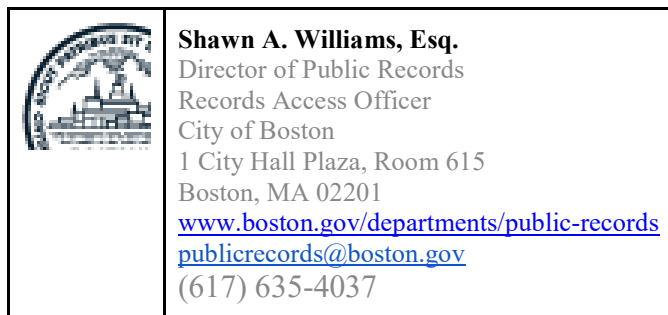 Shawn A. Williams, Esq.
Director of Public Records
Records Access Officer
City of Boston
1 City Hall Plaza, Room 615
Boston, MA 02201
www.boston.gov/departments/public-records
publicrecords@boston.gov
(617) 635-4037